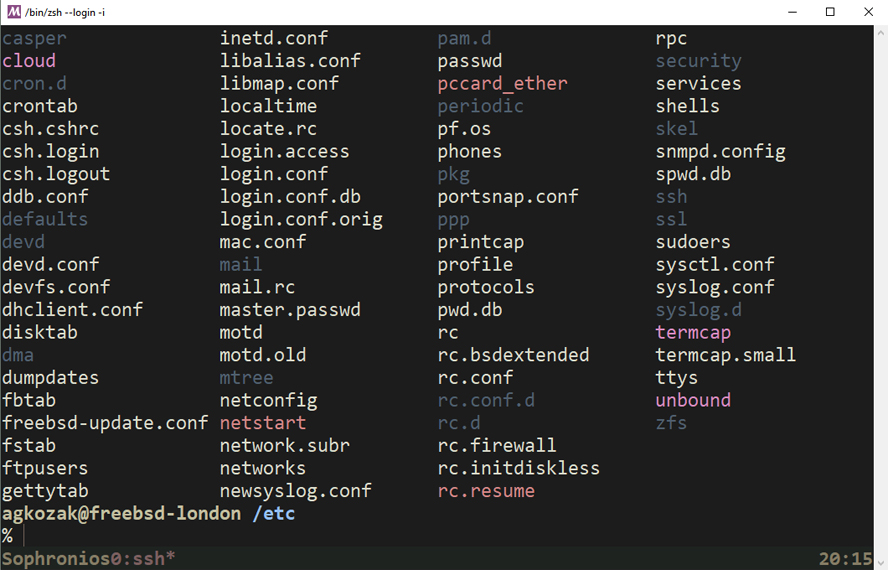 /bin/zsh --login -i
casper inetd.conf pam.d rpc
cloud libalias.conf passwd security
cron.d libmap.conf pccard_ether services
crontab localtime periodic shells
csh.cshrc locate.rc pf.os skel
csh.login login.access phones snmpd.config
csh.logout login.conf pkg spwd.db
ddb.conf login.conf.db portsnap.conf ssh
defaults login.conf.orig ppp ssl
devd mac.conf printcap sudoers
devd.conf mail profile sysctl.conf
devfs.conf mail.rc protocols syslog.conf
dhclient.conf master.passwd pwd.db syslog.d
disktab motd rc termcap
dma motd.old rc.bsdextended termcap.small
dumpdates mtree rc.conf ttys
fbtab netconfig rc.conf.d unbound
freebsd-update.conf netstart rc.d zfs
fstab network.subr rc.firewall
ftpusers networks rc.initdiskless
gettytab newsyslog.conf rc.resume
agkozak@freebsd-london /etc
%
Sophronios0:ssh* 20:15